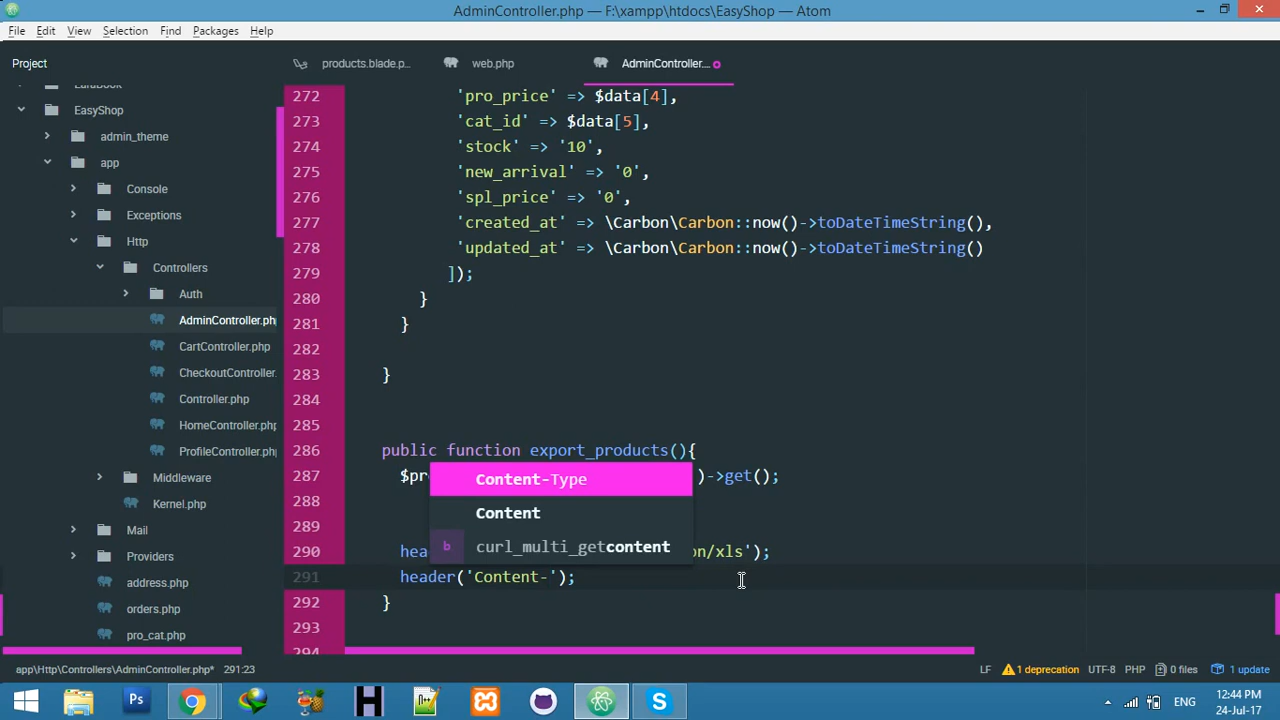 AdminController.php — F:\xampp\htdocs\EasyShop — Atom
File Edit View Selection Find Packages Help
Project
products.blade.p...
web.php
AdminController....
EasyShop
admin_theme
app
Console
Exceptions
Http
Controllers
Auth
AdminController.ph
CartController.php
CheckoutController.
Controller.php
HomeController.php
ProfileController.php
Middleware
Kernel.php
Mail
Providers
address.php
orders.php
pro_cat.php
272 'pro_price' => $data[4],
273 'cat_id' => $data[5],
274 'stock' => '10',
275 'new_arrival' => '0',
276 'spl_price' => '0',
277 'created_at' => \Carbon\Carbon::now()->toDateTimeString(),
278 'updated_at' => \Carbon\Carbon::now()->toDateTimeString()
279 ]);
280 }
281 }
282
283 }
284
285
286 public function export_products(){
287 $pr )->get();
288
289
290 hea on/xls');
291 header('Content-');
292 }
293
294
Content-Type
Content
b curl_multi_getcontent
app\Http\Controllers\AdminController.php* 291:23
LF 1 deprecation UTF-8 PHP 0 files 1 update
Ps
H
ENG
12:44 PM
24-Jul-17